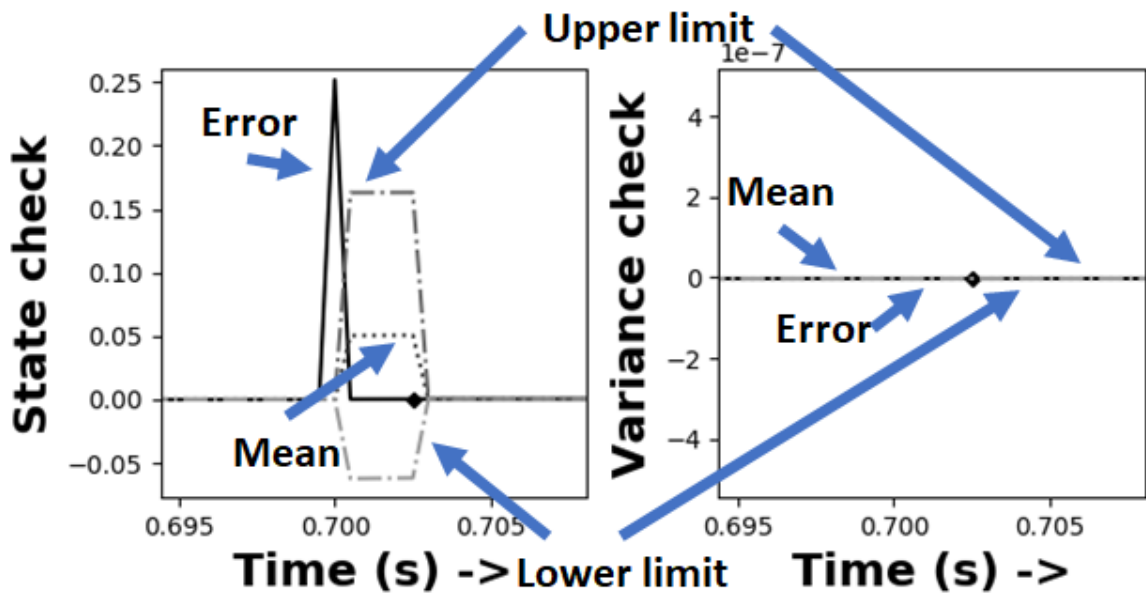 Upper limit
1e−7
State check
0.25
0.20
0.15
0.10
0.05
0.00
−0.05
Error
Mean
0.695
0.700
0.705
Time (s) ->
Variance check
4
2
0
−2
−4
Mean
Error
0.695
0.700
0.705
Time (s) ->
Lower limit